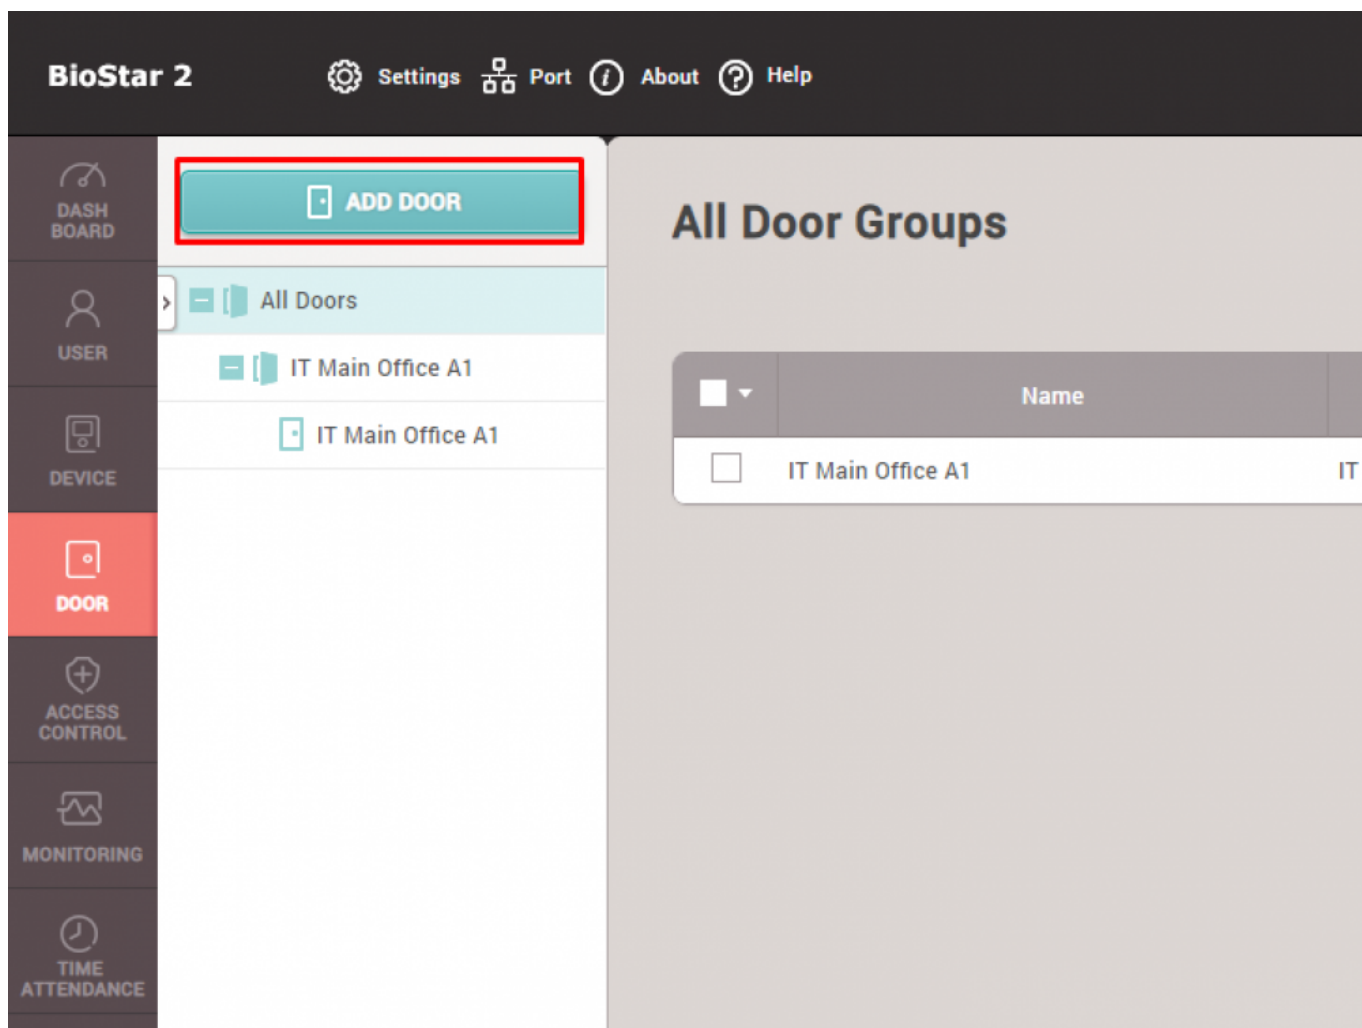 BioStar 2
Settings Port About Help
DASH
BOARD
USER
DEVICE
DOOR
ACCESS
CONTROL
MONITORING
TIME
ATTENDANCE
ADD DOOR
All Doors
IT Main Office A1
IT Main Office A1
All Door Groups
Name
IT Main Office A1 IT